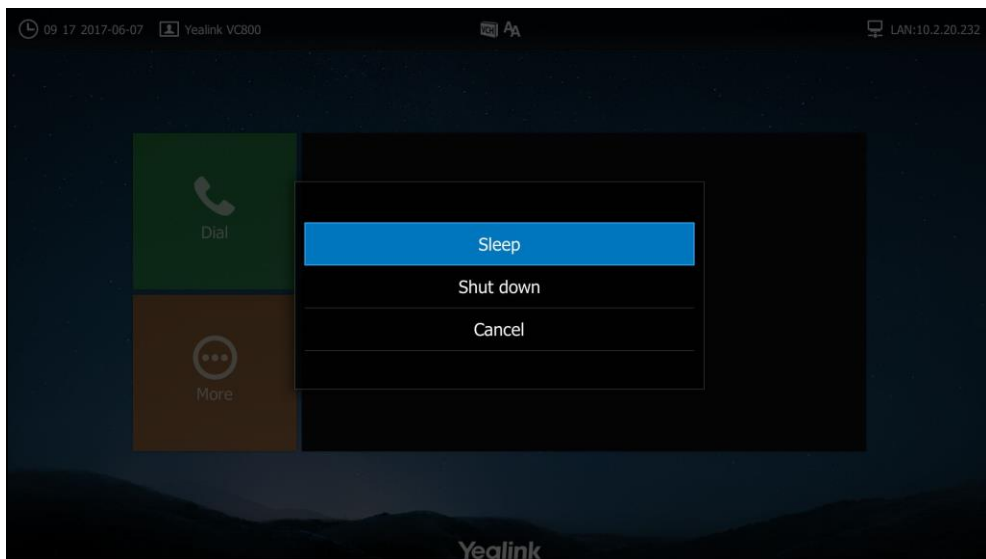 09 17 2017-06-07 Yealink VC800 AA LAN:10.2.20.232
Dial
Sleep
Shut down
Cancel
More
Yealink